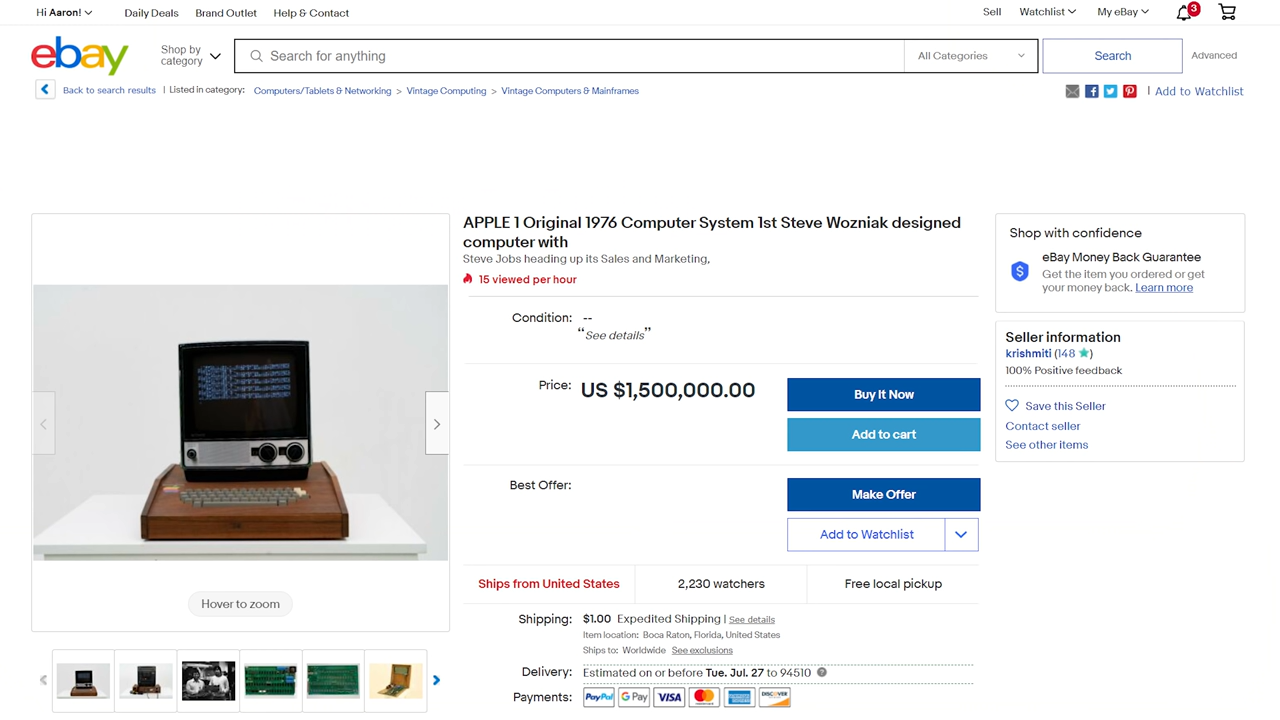 Hi Aaron!
Daily Deals
Brand Outlet
Help & Contact
Sell
Watchlist
My eBay
3
ebay
Shop by
category
Search for anything
All Categories
Search
Advanced
Back to search results | Listed in category: Computers/Tablets & Networking > Vintage Computing > Vintage Computers & Mainframes
| Add to Watchlist
APPLE 1 Original 1976 Computer System 1st Steve Wozniak designed
computer with
Steve Jobs heading up its Sales and Marketing,
15 viewed per hour
Condition: --
“See details”
Price: US $1,500,000.00
Buy It Now
Add to cart
Best Offer:
Make Offer
Add to Watchlist
Ships from United States
2,230 watchers
Free local pickup
Shipping: $1.00 Expedited Shipping | See details
Item location: Boca Raton, Florida, United States
Ships to: Worldwide See exclusions
Delivery: Estimated on or before Tue. Jul. 27 to 94510
Payments: PayPal G Pay VISA DISCOVER
Hover to zoom
Shop with confidence
eBay Money Back Guarantee
Get the item you ordered or get
your money back. Learn more
Seller information
krishmiti (148)
100% Positive feedback
Save this Seller
Contact seller
See other items